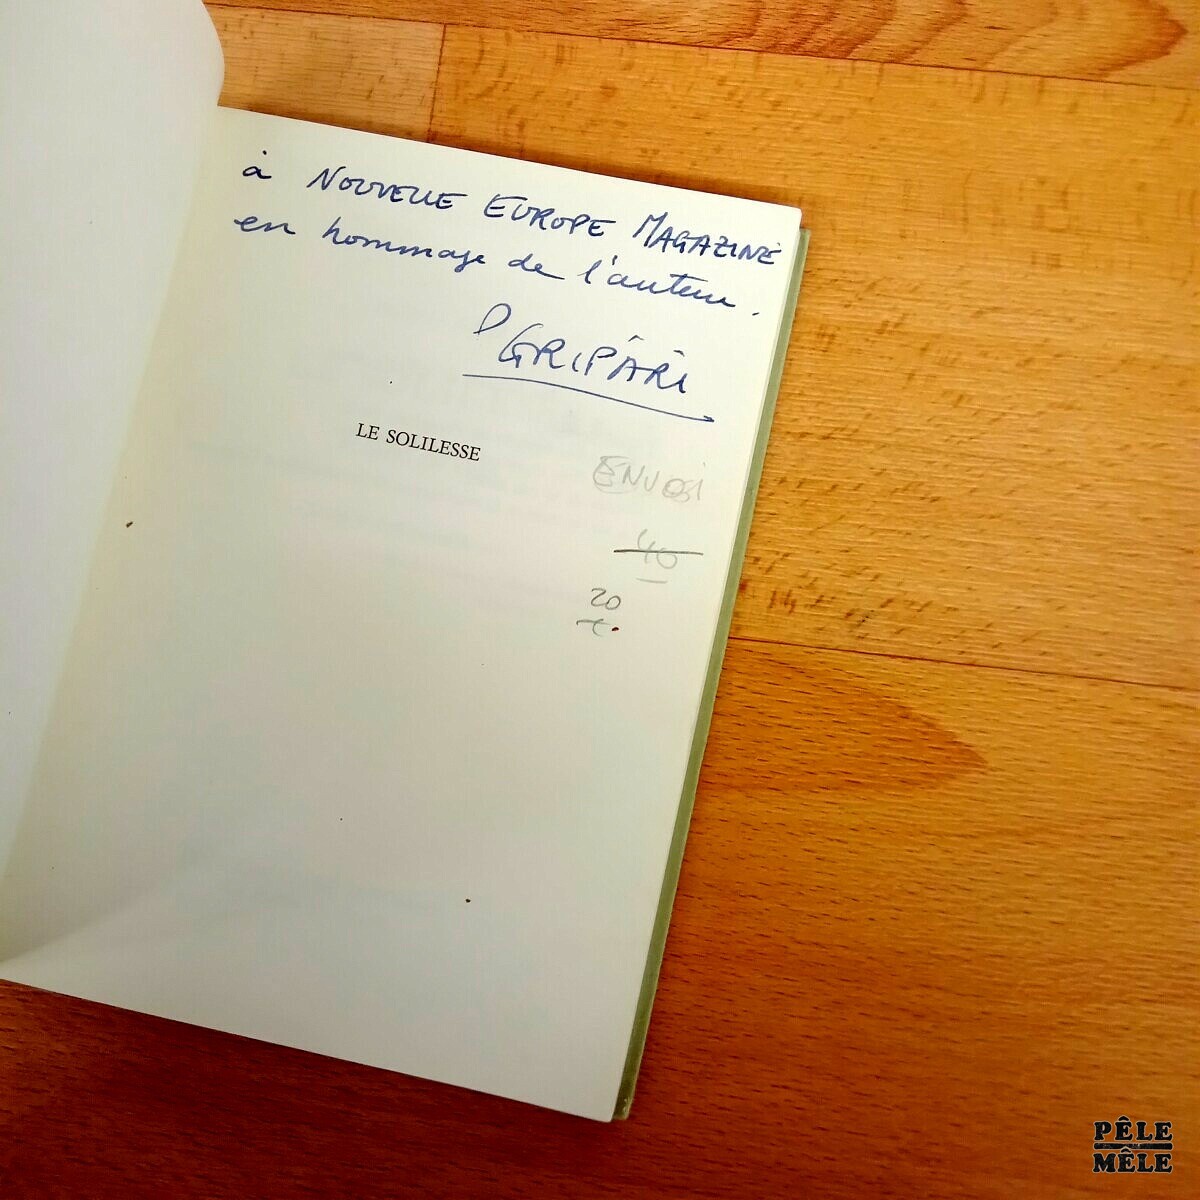 à NOUVELLE EUROPE MAGAZINE
en hommage de l'auteur.
P GRIPARI
LE SOLILESSE
ENVOI
40
20
PÊLE
MÊLE